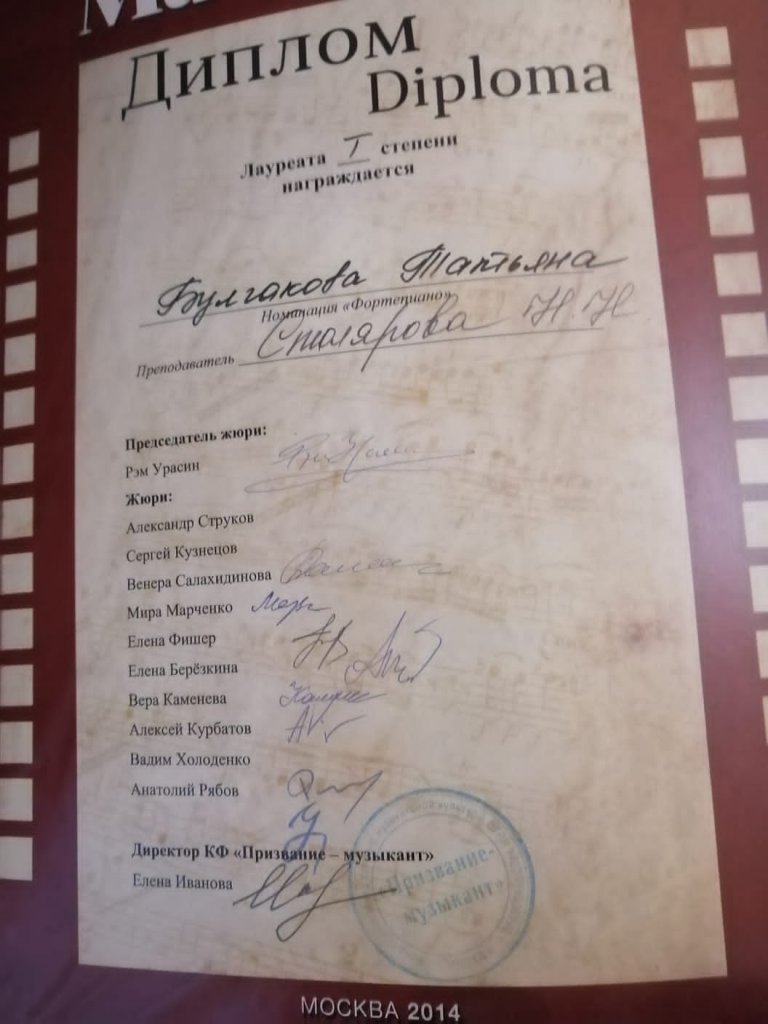 Диплом
Diploma
Лауреата I степени
награждается
Булгакова Татьяна
Номинация «Фортепиано»
Преподаватель Столярова Н.Н
Председатель жюри:
Рэм Урасин
Жюри:
Александр Струков
Сергей Кузнецов
Венера Салахидинова
Мира Марченко
Елена Фишер
Елена Берёзкина
Вера Каменева
Алексей Курбатов
Вадим Холоденко
Анатолий Рябов
Директор КФ «Призвание – музыкант»
Елена Иванова
«Призвание-
музыкант»
МОСКВА 2014